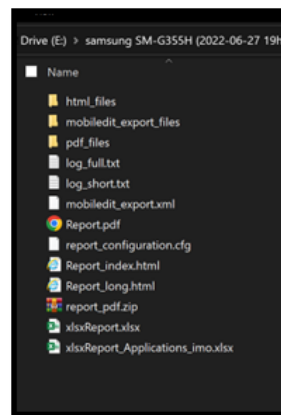 Drive (E:) > samsung SM-G355H (2022-06-27 19h
Name
html_files
mobiledit_export_files
pdf_files
log_full.txt
log_short.txt
mobiledit_export.xml
Report.pdf
report_configuration.cfg
Report_index.html
Report_long.html
report_pdf.zip
xlsxReport.xlsx
xlsxReport_Applications_imo.xlsx